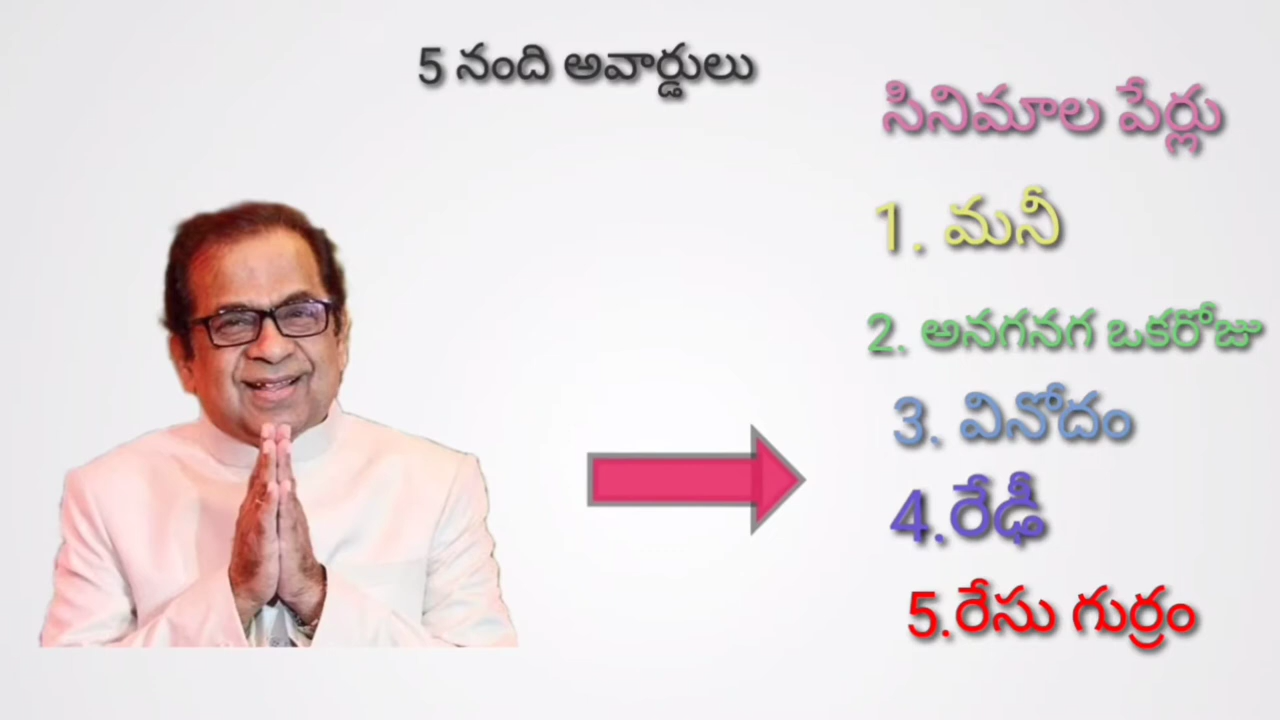 5 నంది అవార్డులు
సినిమాల పేర్లు
1. మనీ
2. అనగనగ ఒకరోజు
3. వినోదం
4.రేఢీ
5.రేసు గుర్రం